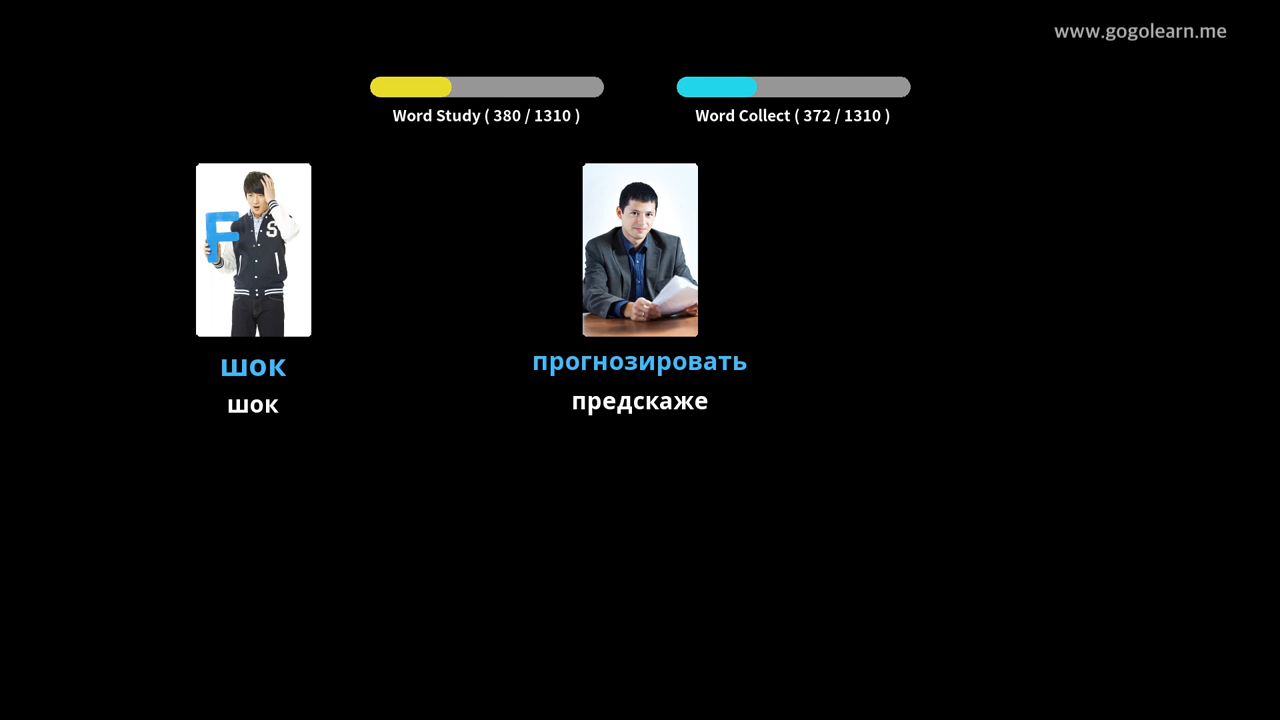 www.gogolearn.me
Word Study ( 380 / 1310 )
Word Collect ( 372 / 1310 )
F
S
шок
шок
прогнозировать
предскаже